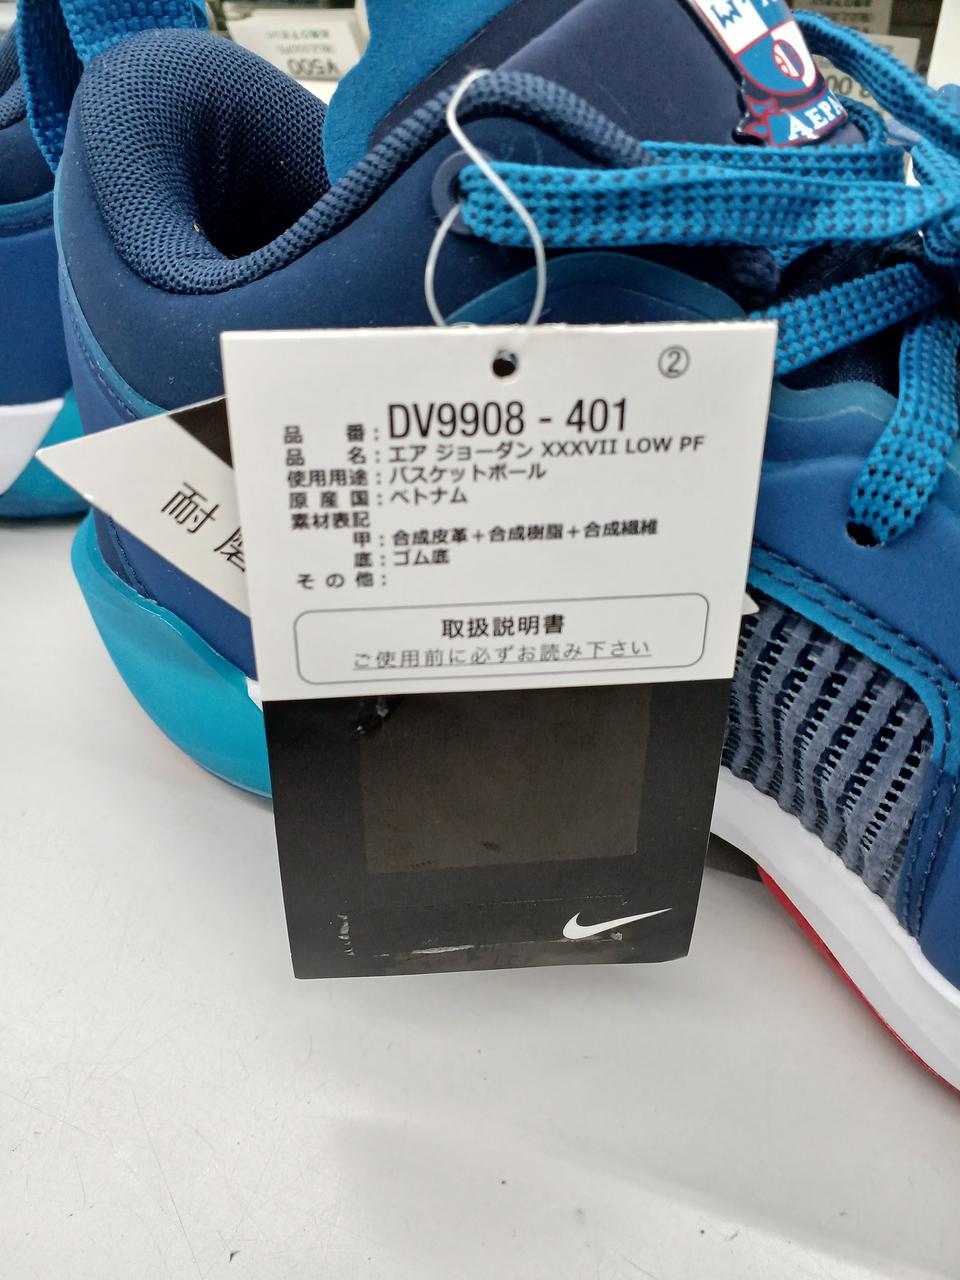 ②
品番：DV9908 - 401
品名：エア ジョーダン XXXVII LOW PF
使用用途：バスケットボール
原産国：ベトナム
素材表記
甲：合成皮革＋合成樹脂＋合成繊維
底：ゴム底
その他：
取扱説明書
ご使用前に必ずお読み下さい
耐磨
¥500